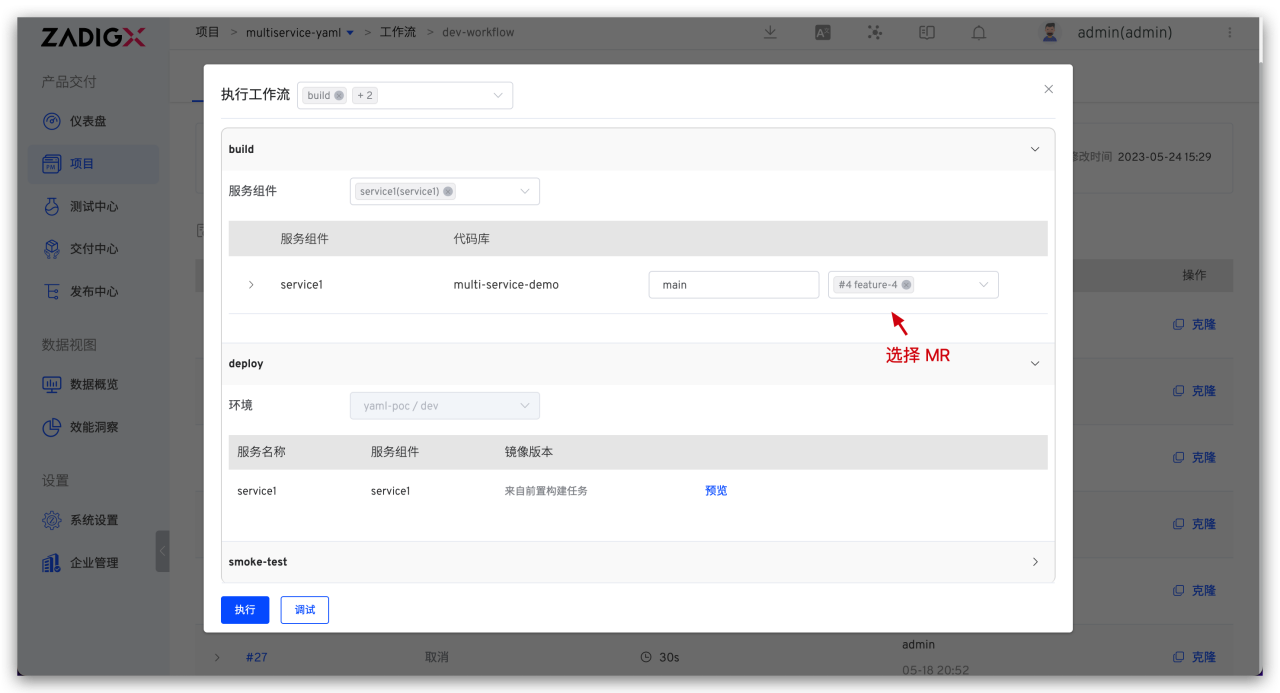 ZADIGX
项目 > multiservice-yaml > 工作流 > dev-workflow
admin(admin)
产品交付
仪表盘
项目
测试中心
交付中心
发布中心
数据视图
数据概览
效能洞察
设置
系统设置
企业管理
执行工作流 build + 2
build
服务组件 service1(service1)
服务组件 代码库
service1 multi-service-demo main #4 feature-4
选择 MR
deploy
环境 yaml-poc / dev
服务名称 服务组件 镜像版本
service1 service1 来自前置构建任务 预览
smoke-test
执行 调试
改时间 2023-05-24 15:29
操作
克隆
克隆
克隆
克隆
克隆
#27 取消 30s admin 克隆
05-18 20:52